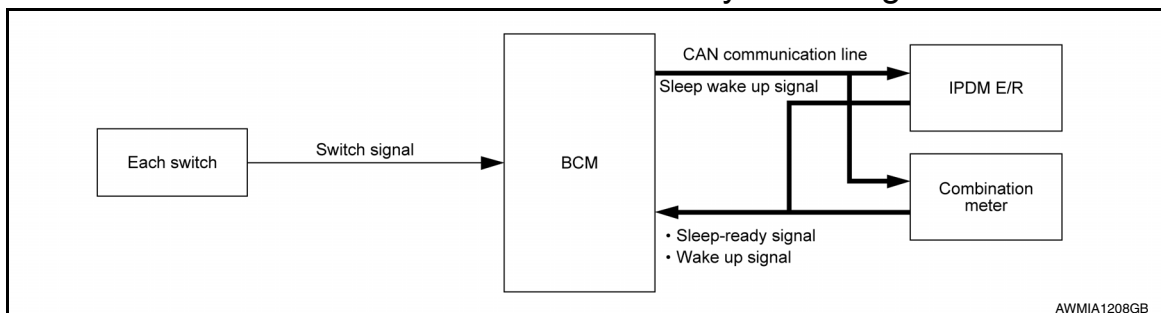 CAN communication line
Sleep wake up signal
IPDM E/R
Each switch
Switch signal
BCM
Combination
meter
• Sleep-ready signal
• Wake up signal
AWMIA1208GB